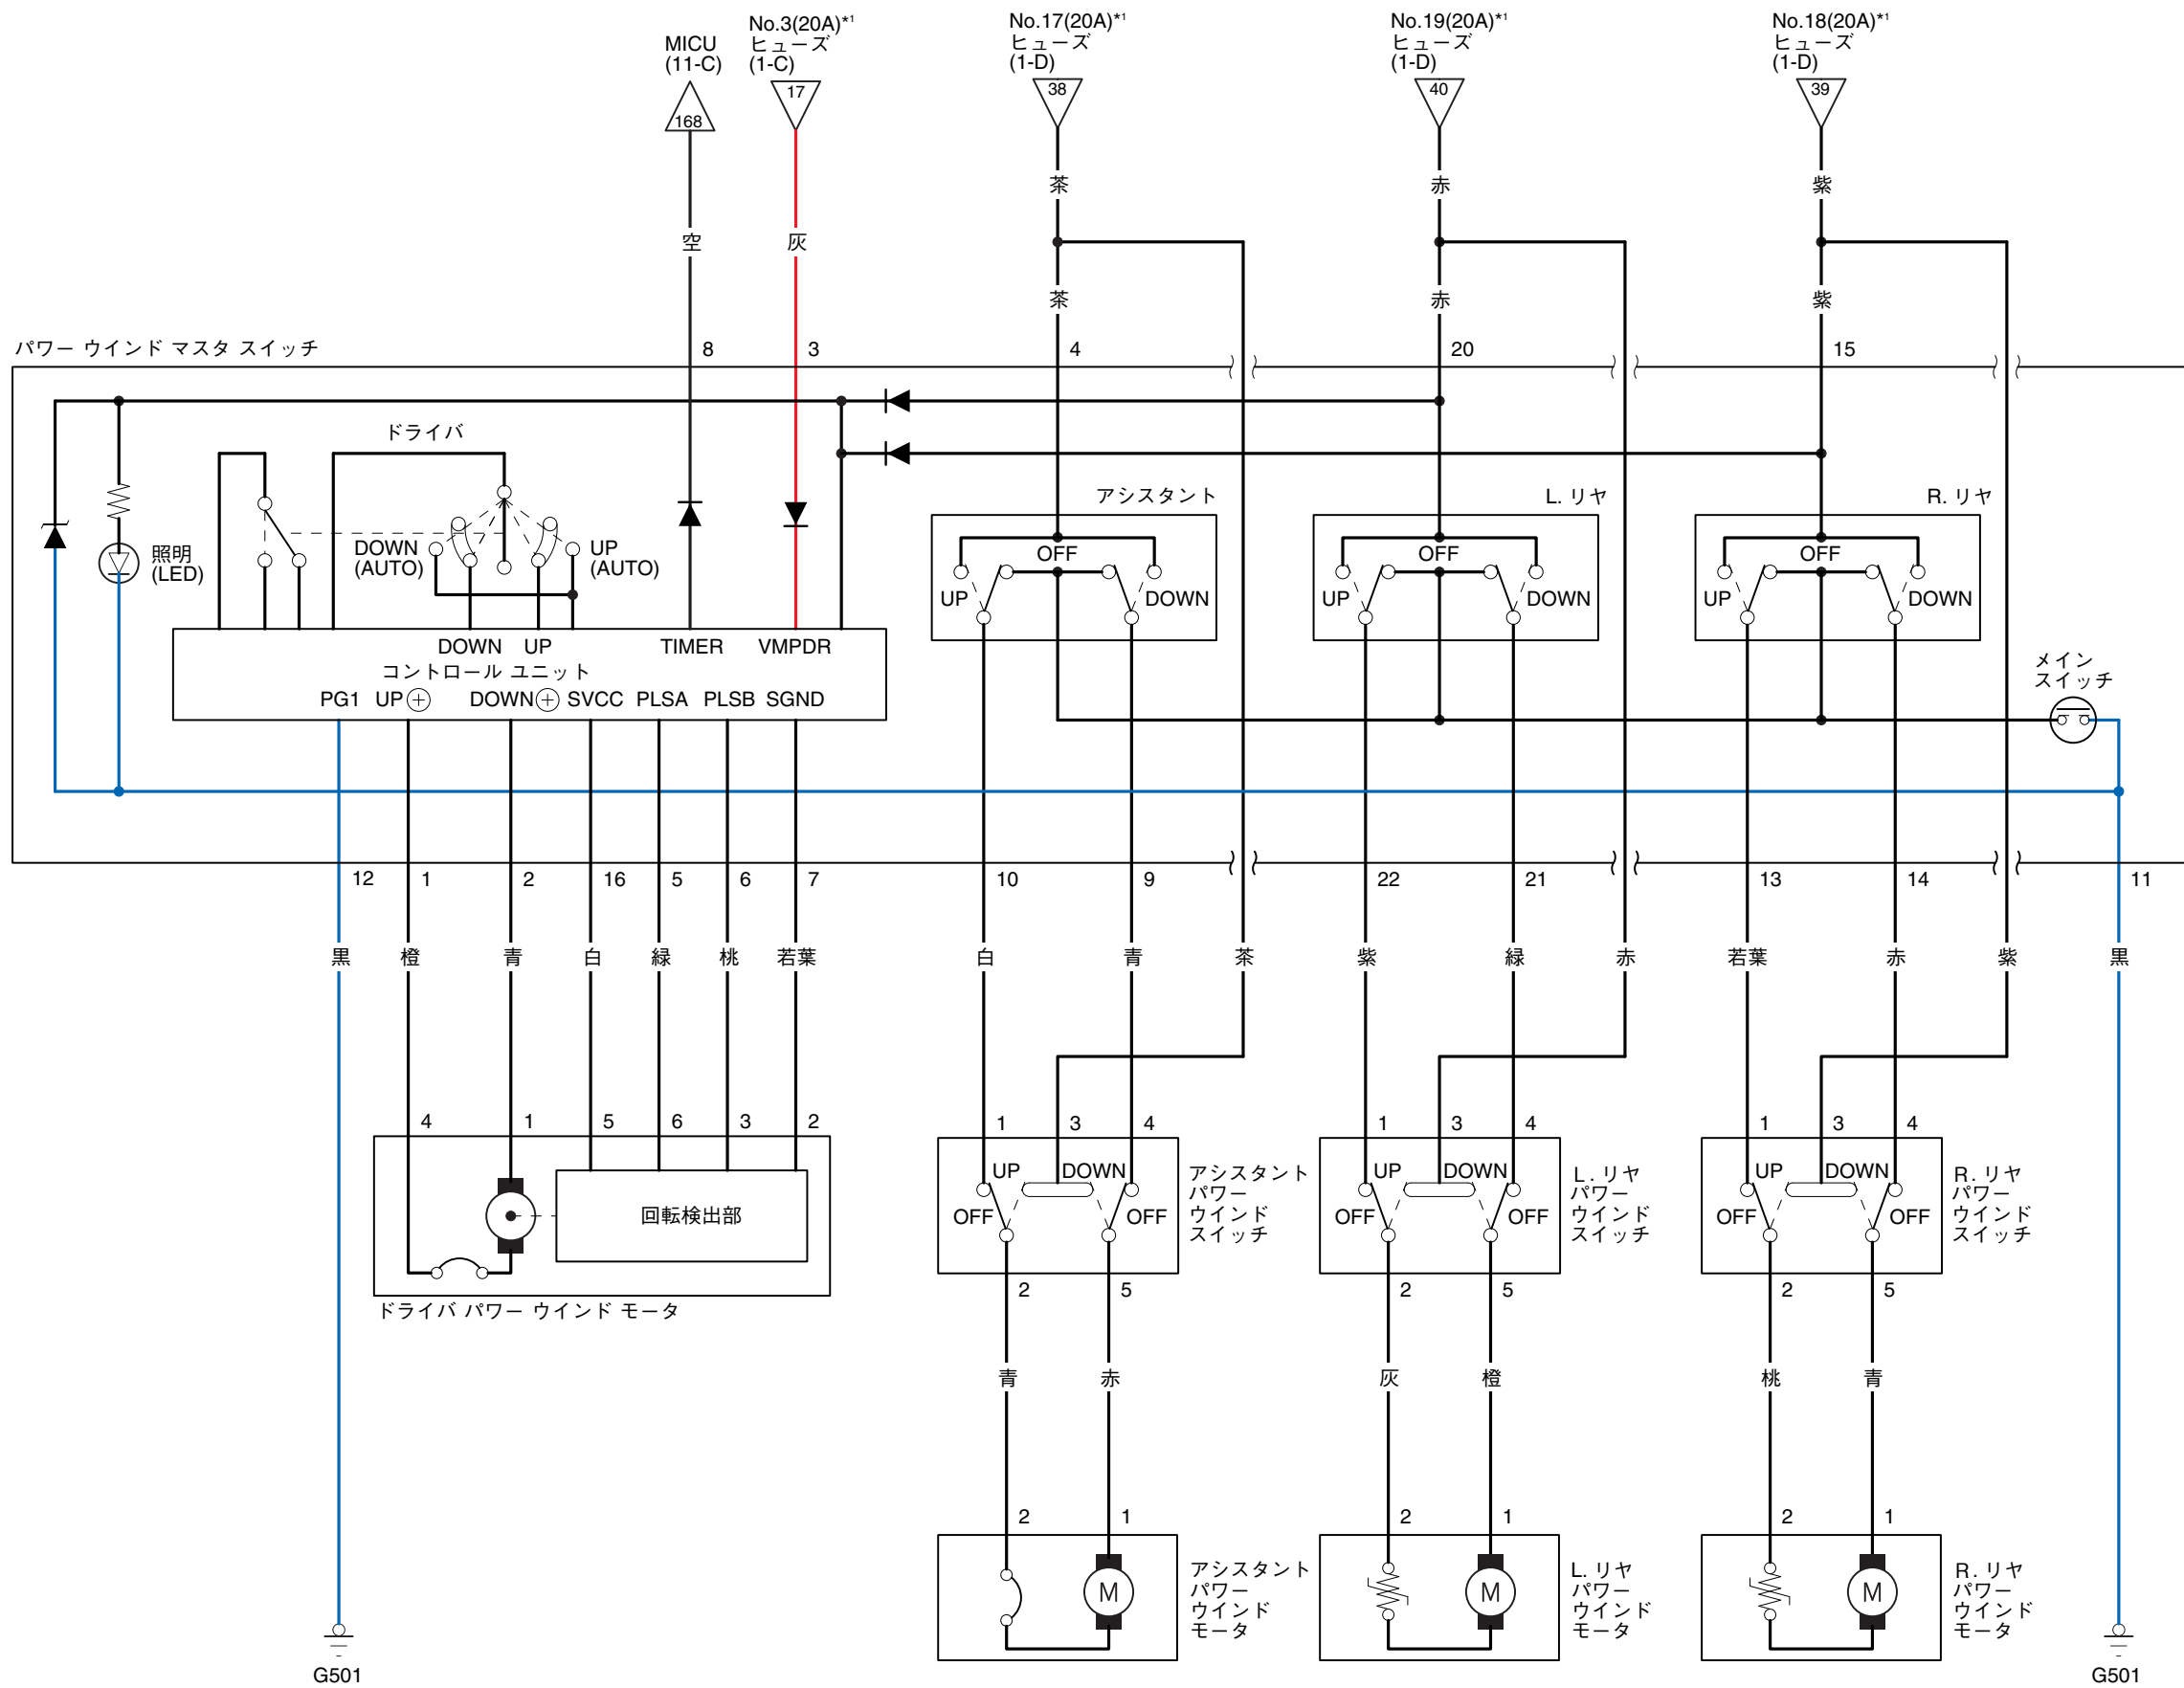 MICU
(11-C)
168
No.3(20A)*1
ヒューズ
(1-C)
17
No.17(20A)*1
ヒューズ
(1-D)
38
No.19(20A)*1
ヒューズ
(1-D)
40
No.18(20A)*1
ヒューズ
(1-D)
39
茶
赤
紫
空
灰
茶
赤
紫
パワー ウインド マスタ スイッチ
8
3
4
20
15
ドライバ
アシスタント
L. リヤ
R. リヤ
照明
(LED)
DOWN
(AUTO)
UP
(AUTO)
OFF
UP
DOWN
OFF
UP
DOWN
OFF
UP
DOWN
DOWN
UP
TIMER
VMPDR
コントロール ユニット
PG1
UP+
DOWN+
SVCC
PLSA
PLSB
SGND
メイン
スイッチ
12
1
2
16
5
6
7
10
9
22
21
13
14
11
黒
橙
青
白
緑
桃
若葉
白
青
茶
紫
緑
赤
若葉
赤
紫
黒
4
1
5
6
3
2
1
3
4
1
3
4
1
3
4
回転検出部
ドライバ パワー ウインド モータ
UP
DOWN
OFF
OFF
アシスタント
パワー
ウインド
スイッチ
UP
DOWN
OFF
OFF
L. リヤ
パワー
ウインド
スイッチ
UP
DOWN
OFF
OFF
R. リヤ
パワー
ウインド
スイッチ
2
5
2
5
2
5
青
赤
灰
橙
桃
青
2
1
2
1
2
1
M
アシスタント
パワー
ウインド
モータ
M
L. リヤ
パワー
ウインド
モータ
M
R. リヤ
パワー
ウインド
モータ
G501
G501